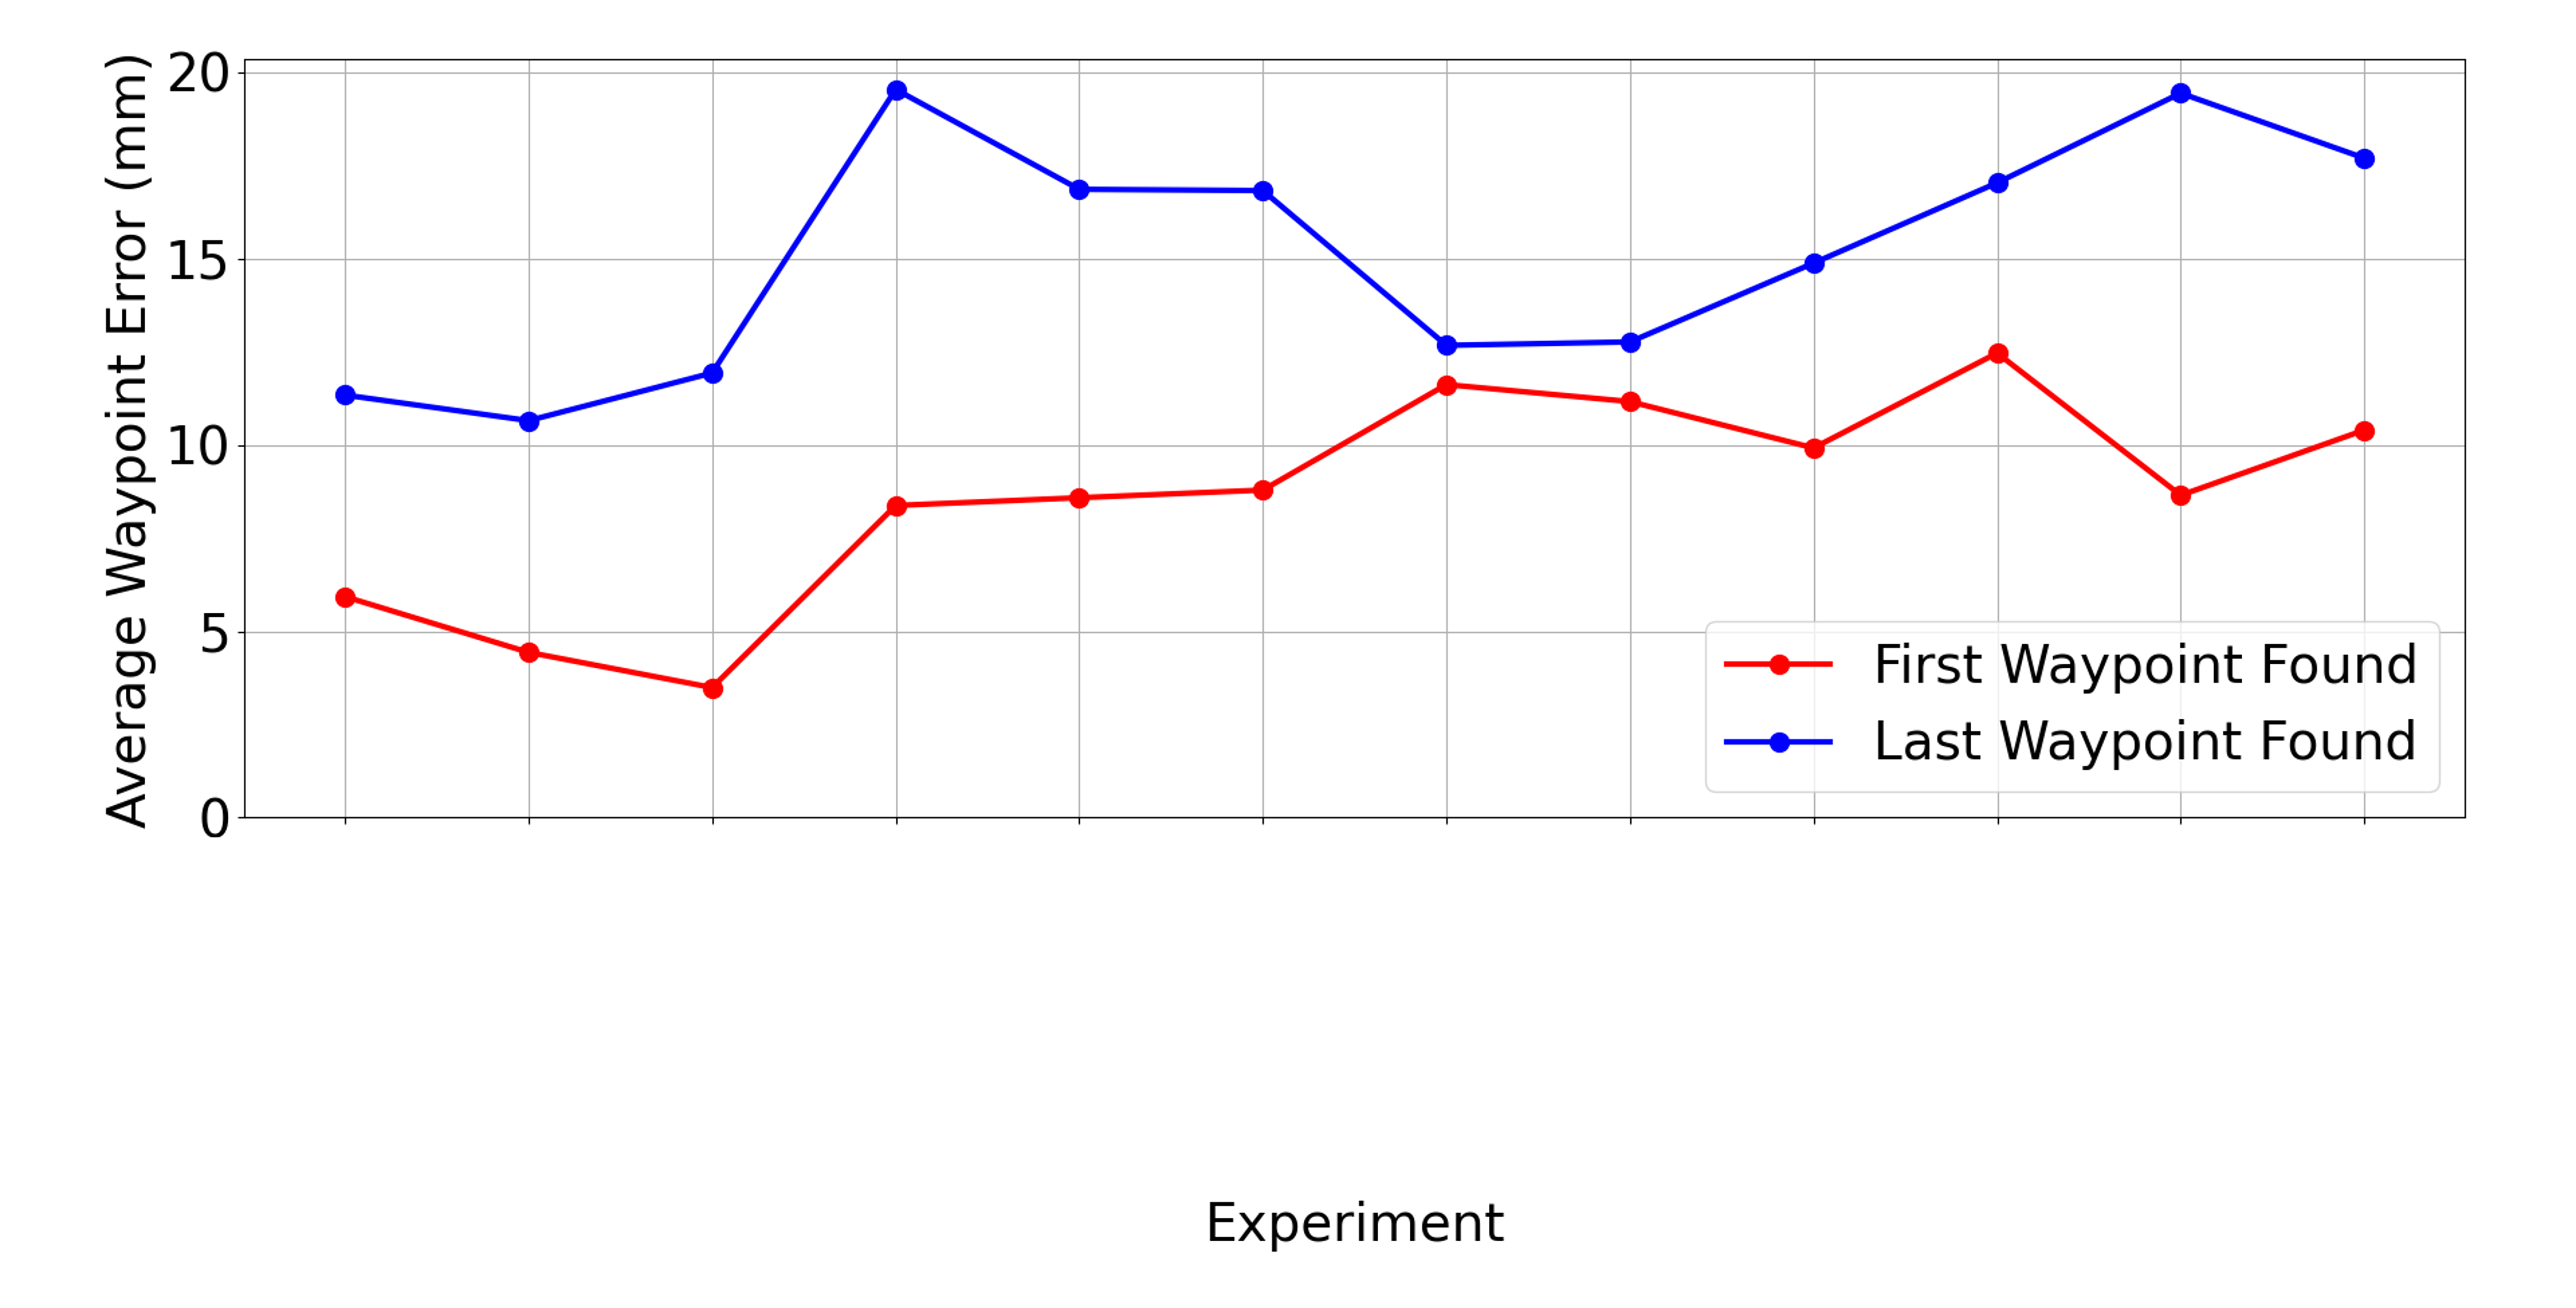 Average Waypoint Error (mm)
20
15
10
5
0
First Waypoint Found
Last Waypoint Found
Experiment